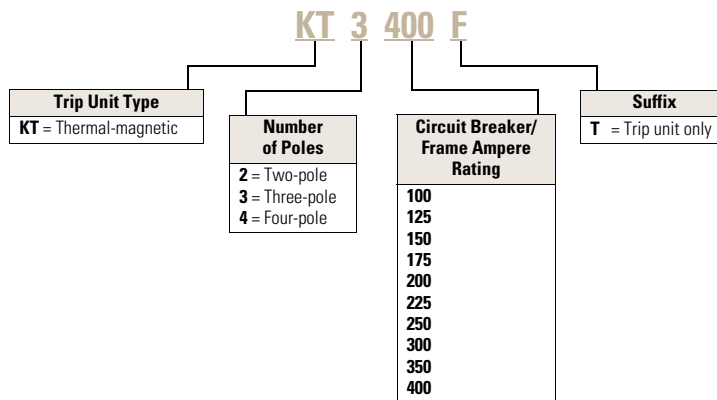 KT 3 400 F
Trip Unit Type
KT = Thermal-magnetic
Number
of Poles
2 = Two-pole
3 = Three-pole
4 = Four-pole
Circuit Breaker/
Frame Ampere
Rating
100
125
150
175
200
225
250
300
350
400
Suffix
T = Trip unit only